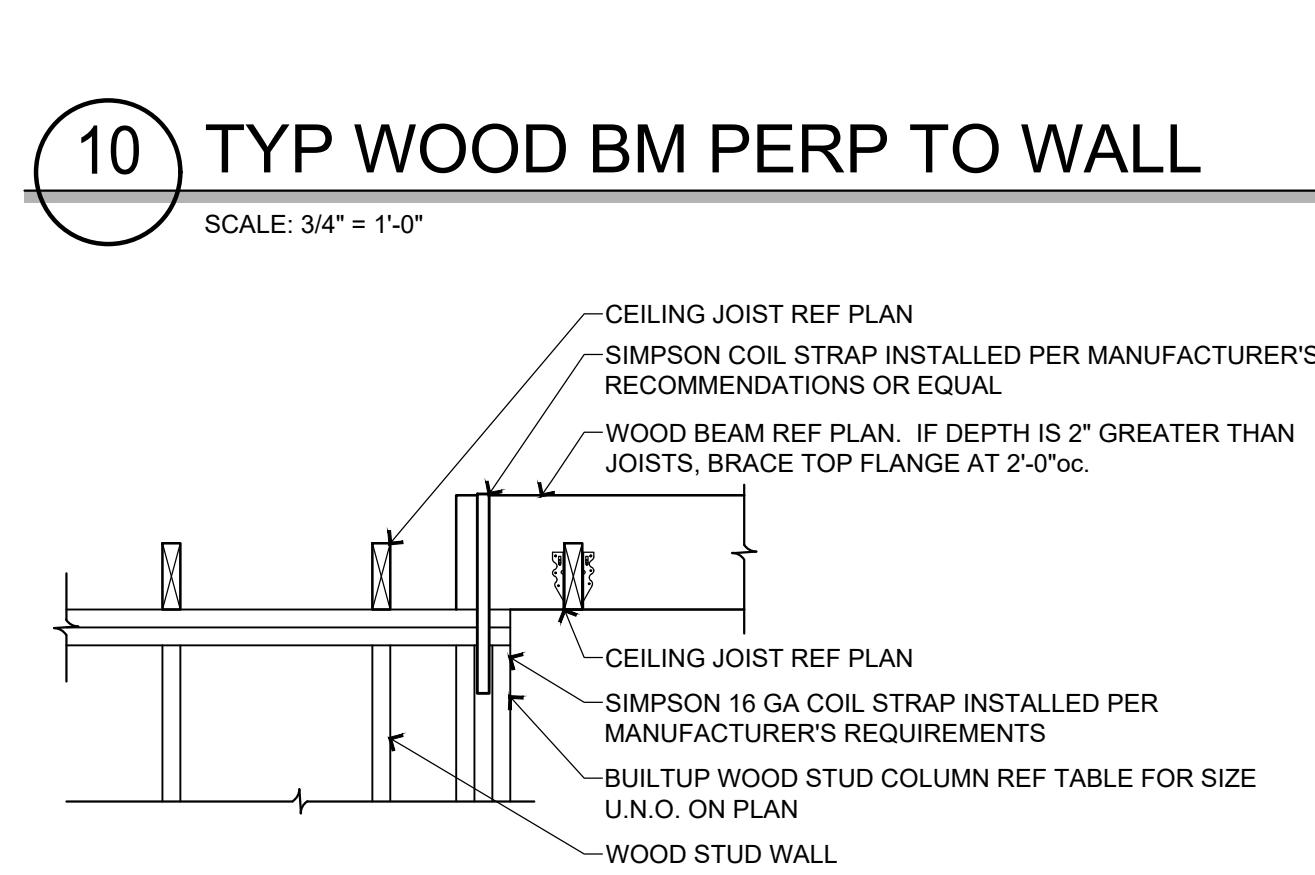 10
TYP WOOD BM PERP TO WALL
SCALE: 3/4" = 1'-0"
CEILING JOIST REF PLAN
SIMPSON COIL STRAP INSTALLED PER MANUFACTURER'S
RECOMMENDATIONS OR EQUAL
WOOD BEAM REF PLAN.  IF DEPTH IS 2" GREATER THAN
JOISTS, BRACE TOP FLANGE AT 2'-0"oc.
CEILING JOIST REF PLAN
SIMPSON 16 GA COIL STRAP INSTALLED PER
MANUFACTURER'S REQUIREMENTS
BUILTUP WOOD STUD COLUMN REF TABLE FOR SIZE
U.N.O. ON PLAN
WOOD STUD WALL